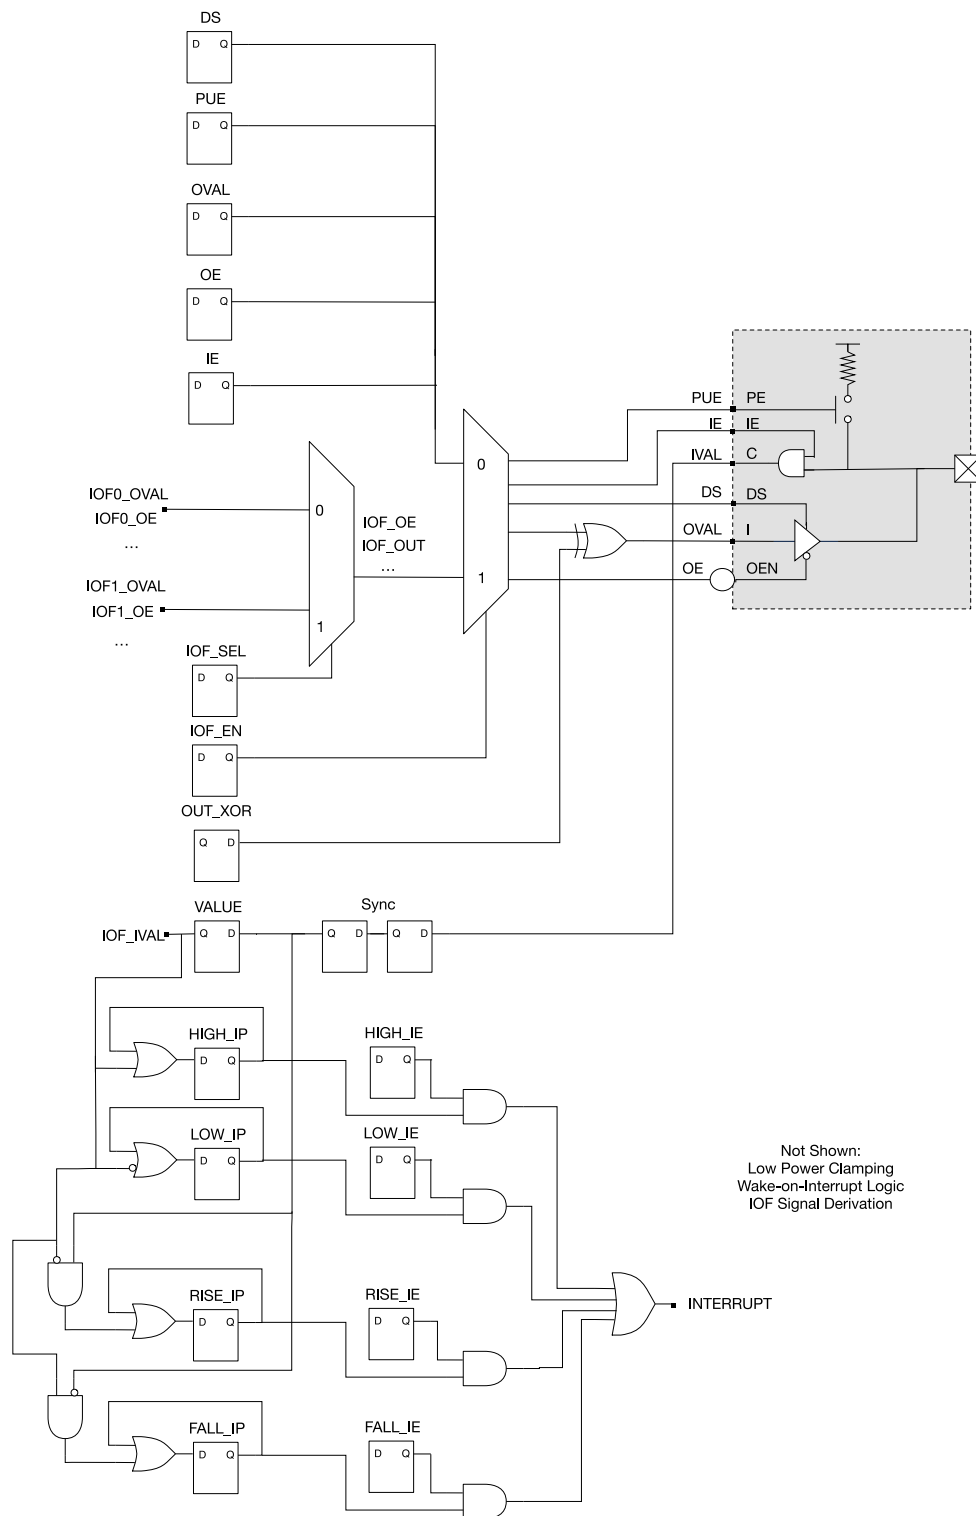 DS
D Q
PUE
D Q
OVAL
D Q
OE
D Q
IE
D Q
PUE PE
IE IE
IVAL C
DS DS
OVAL I
OE OEN
0
1
IOF0_OVAL
IOF0_OE
...
IOF1_OVAL
IOF1_OE
...
0
1
IOF_OE
IOF_OUT
...
IOF_SEL
D Q
IOF_EN
D Q
OUT_XOR
Q D
VALUE
Sync
IOF_IVAL
Q D
Q D
Q D
HIGH_IP
D Q
HIGH_IE
D Q
LOW_IP
D Q
LOW_IE
D Q
Not Shown:
Low Power Clamping
Wake-on-Interrupt Logic
IOF Signal Derivation
RISE_IP
D Q
RISE_IE
D Q
INTERRUPT
FALL_IP
D Q
FALL_IE
D Q